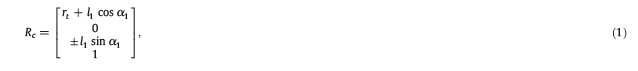 R_c = [r_t + l_1 cos α_1
0
±l_1 sin α_1
1], (1)